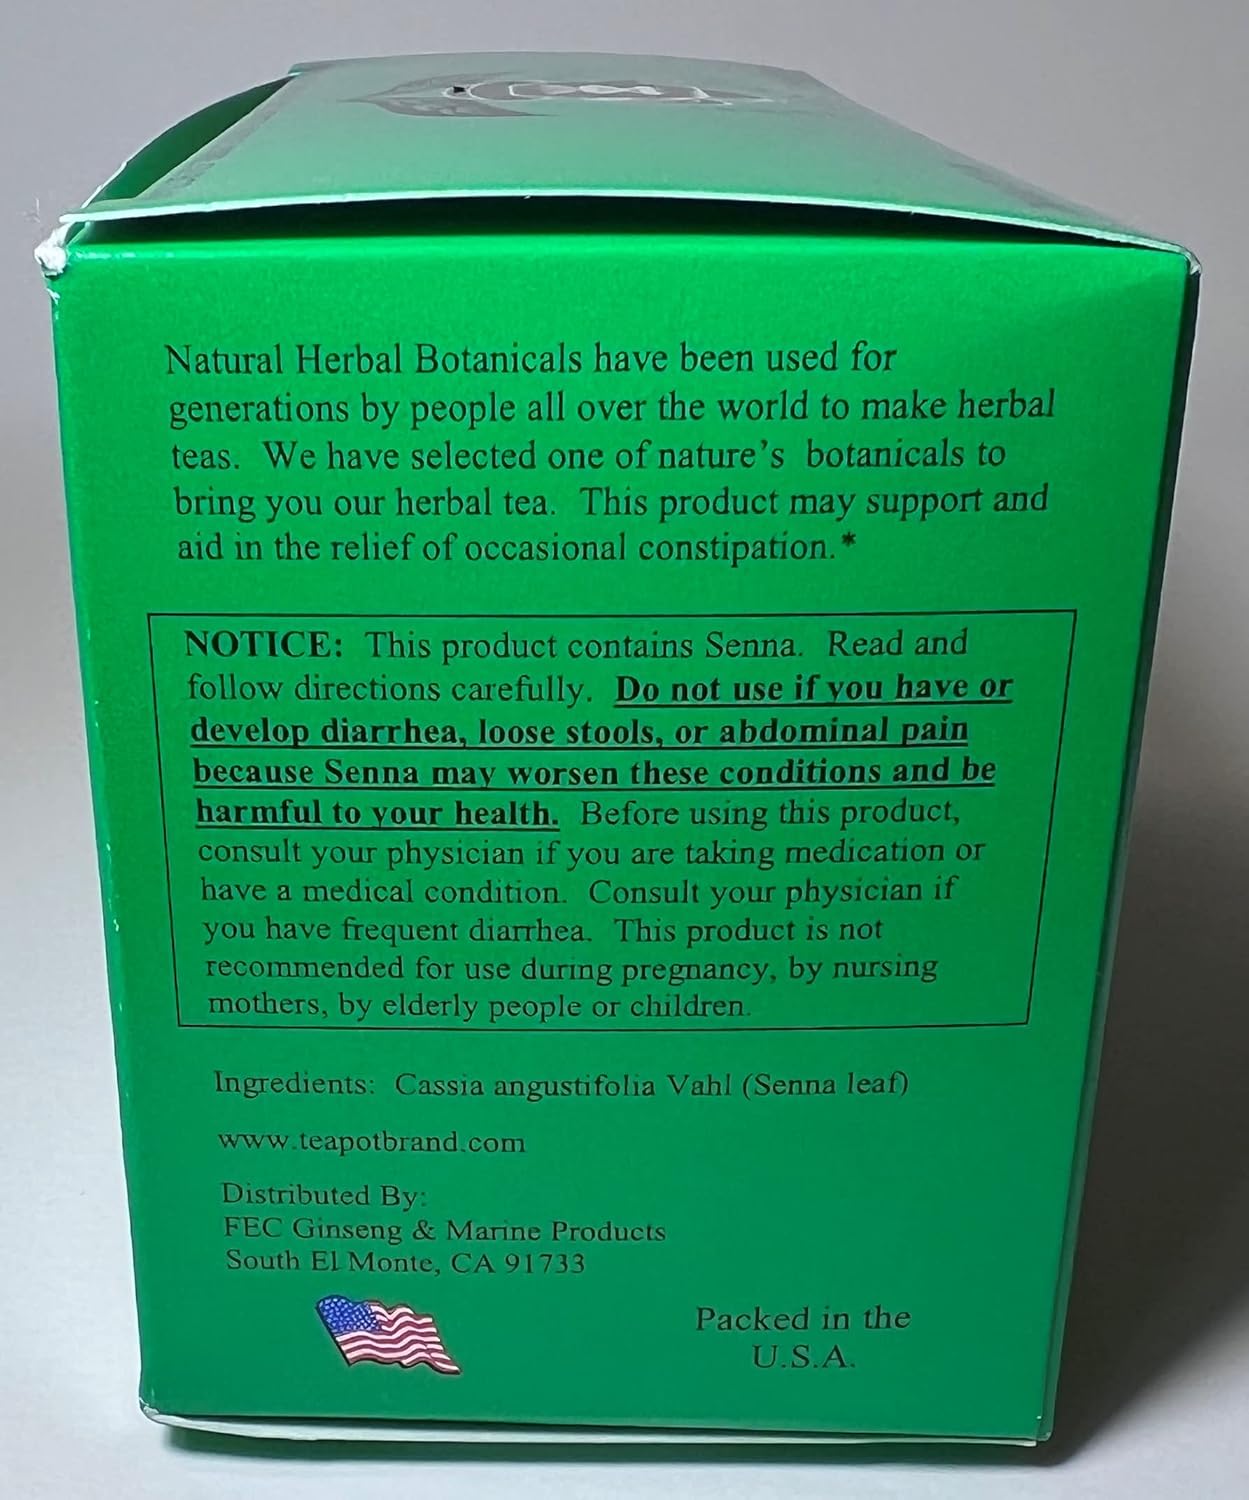 Natural Herbal Botanicals have been used for
generations by people all over the world to make herbal
teas. We have selected one of nature's botanicals to
bring you our herbal tea. This product may support and
aid in the relief of occasional constipation.*
NOTICE: This product contains Senna. Read and
follow directions carefully. Do not use if you have or
develop diarrhea, loose stools, or abdominal pain
because Senna may worsen these conditions and be
harmful to your health. Before using this product,
consult your physician if you are taking medication or
have a medical condition. Consult your physician if
you have frequent diarrhea. This product is not
recommended for use during pregnancy, by nursing
mothers, by elderly people or children.
Ingredients: Cassia angustifolia Vahl (Senna leaf)
www.teapotbrand.com
Distributed By:
FEC Ginseng & Marine Products
South El Monte, CA 91733
Packed in the
U.S.A.